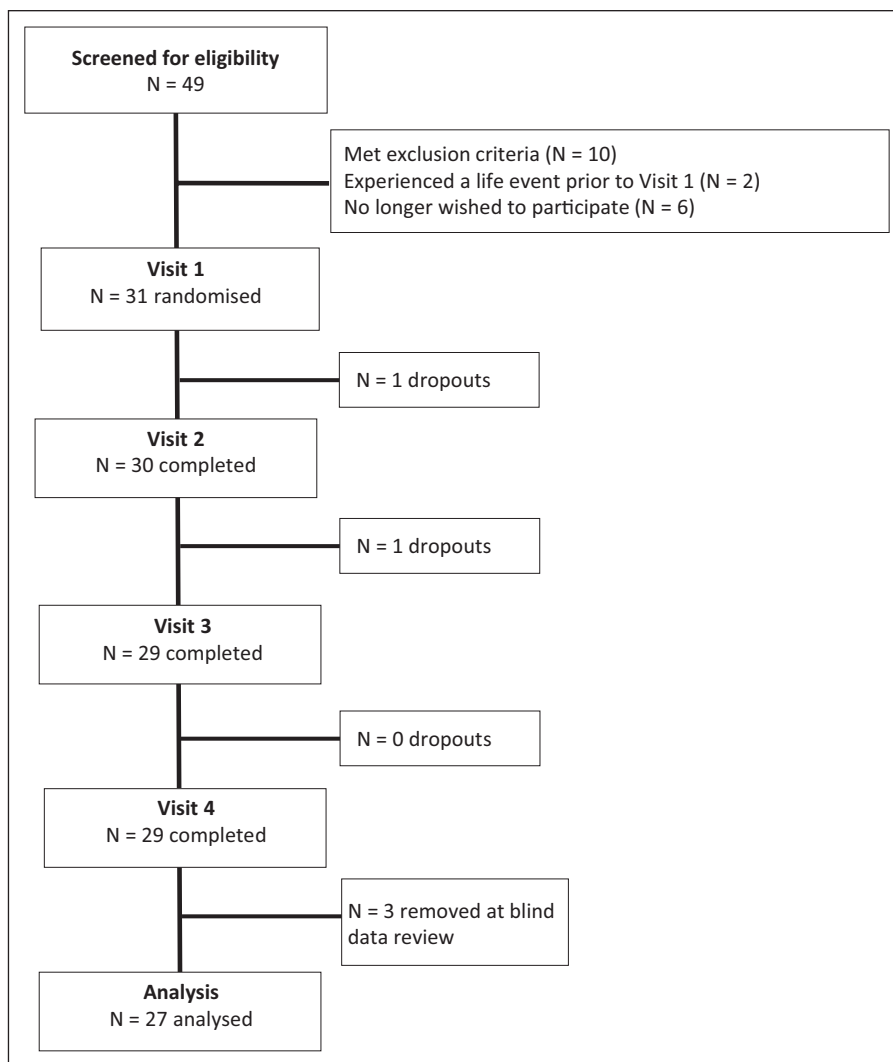 Screened for eligibility
N = 49
Met exclusion criteria (N = 10)
Experienced a life event prior to Visit 1 (N = 2)
No longer wished to participate (N = 6)
Visit 1
N = 31 randomised
N = 1 dropouts
Visit 2
N = 30 completed
N = 1 dropouts
Visit 3
N = 29 completed
N = 0 dropouts
Visit 4
N = 29 completed
N = 3 removed at blind
data review
Analysis
N = 27 analysed